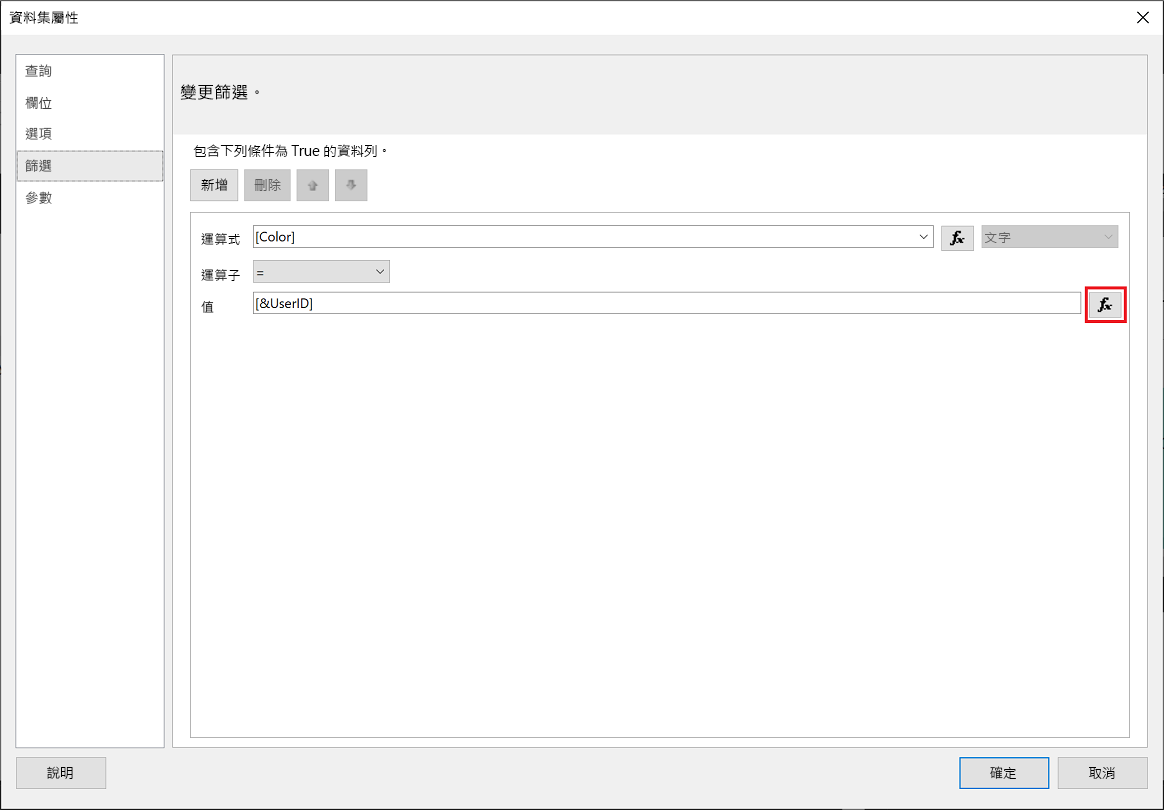 資料集屬性
查詢
欄位
選項
篩選
參數
變更篩選。
包含下列條件為 True 的資料列。
新增 刪除
運算式 [Color] fx 文字
運算子 =
值 [&UserID] fx
說明 確定 取消